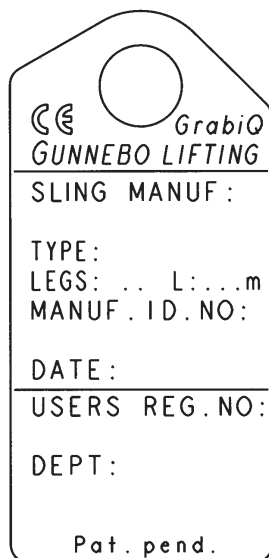 CE GrabiQ
GUNNEBO LIFTING
SLING MANUF:
TYPE:
LEGS: .. L:...m
MANUF.ID.NO:
DATE:
USERS REG.NO:
DEPT:
Pat. pend.